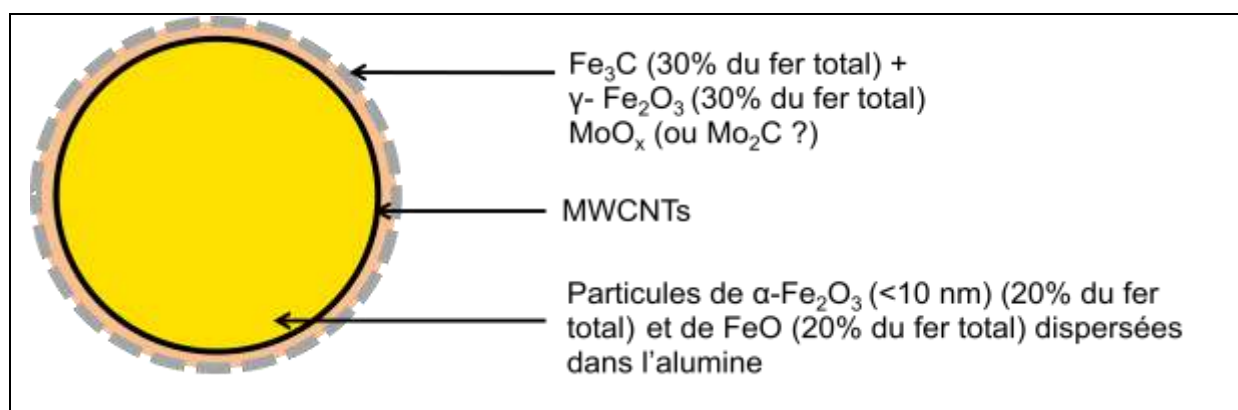 Fe₃C (30% du fer total) +
γ- Fe₂O₃ (30% du fer total)
MoOₓ (ou Mo₂C ?)
MWCNTs
Particules de α-Fe₂O₃ (<10 nm) (20% du fer
total) et de FeO (20% du fer total) dispersées
dans l'alumine